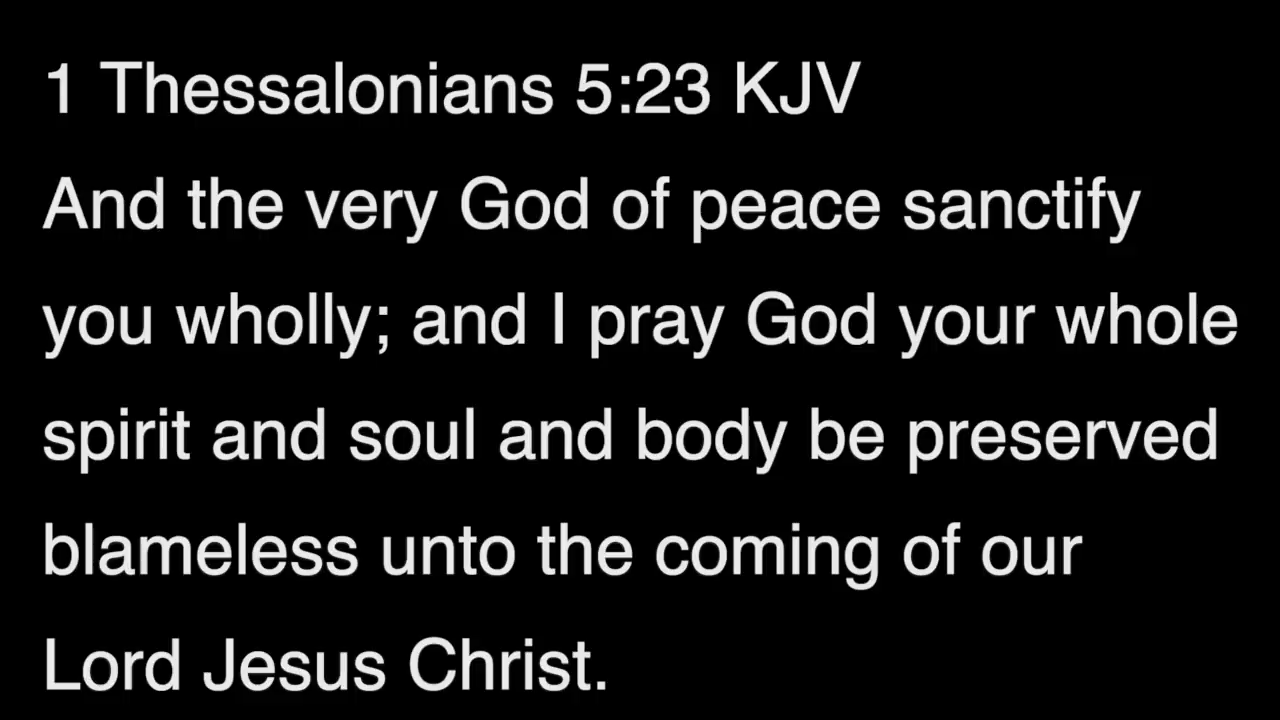 1 Thessalonians 5:23 KJV
And the very God of peace sanctify
you wholly; and I pray God your whole
spirit and soul and body be preserved
blameless unto the coming of our
Lord Jesus Christ.